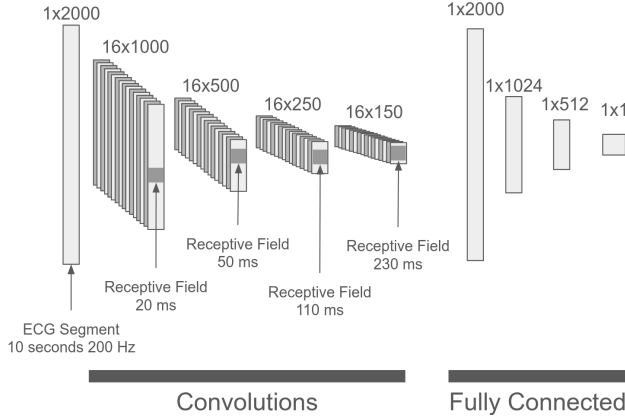 1x2000
16x1000
16x500
16x250
16x150
1x2000
1x1024
1x512
1x1
Receptive Field
20 ms
Receptive Field
50 ms
Receptive Field
110 ms
Receptive Field
230 ms
ECG Segment
10 seconds 200 Hz
Convolutions
Fully Connected